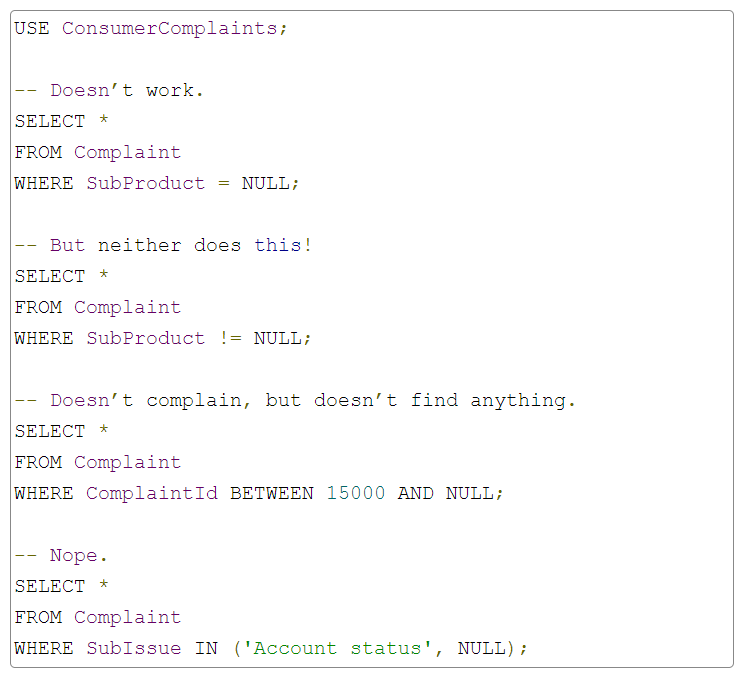 USE ConsumerComplaints;
-- Doesn’t work.
SELECT *
FROM Complaint
WHERE SubProduct = NULL;
-- But neither does this!
SELECT *
FROM Complaint
WHERE SubProduct != NULL;
-- Doesn’t complain, but doesn’t find anything.
SELECT *
FROM Complaint
WHERE ComplaintId BETWEEN 15000 AND NULL;
-- Nope.
SELECT *
FROM Complaint
WHERE SubIssue IN ('Account status', NULL);